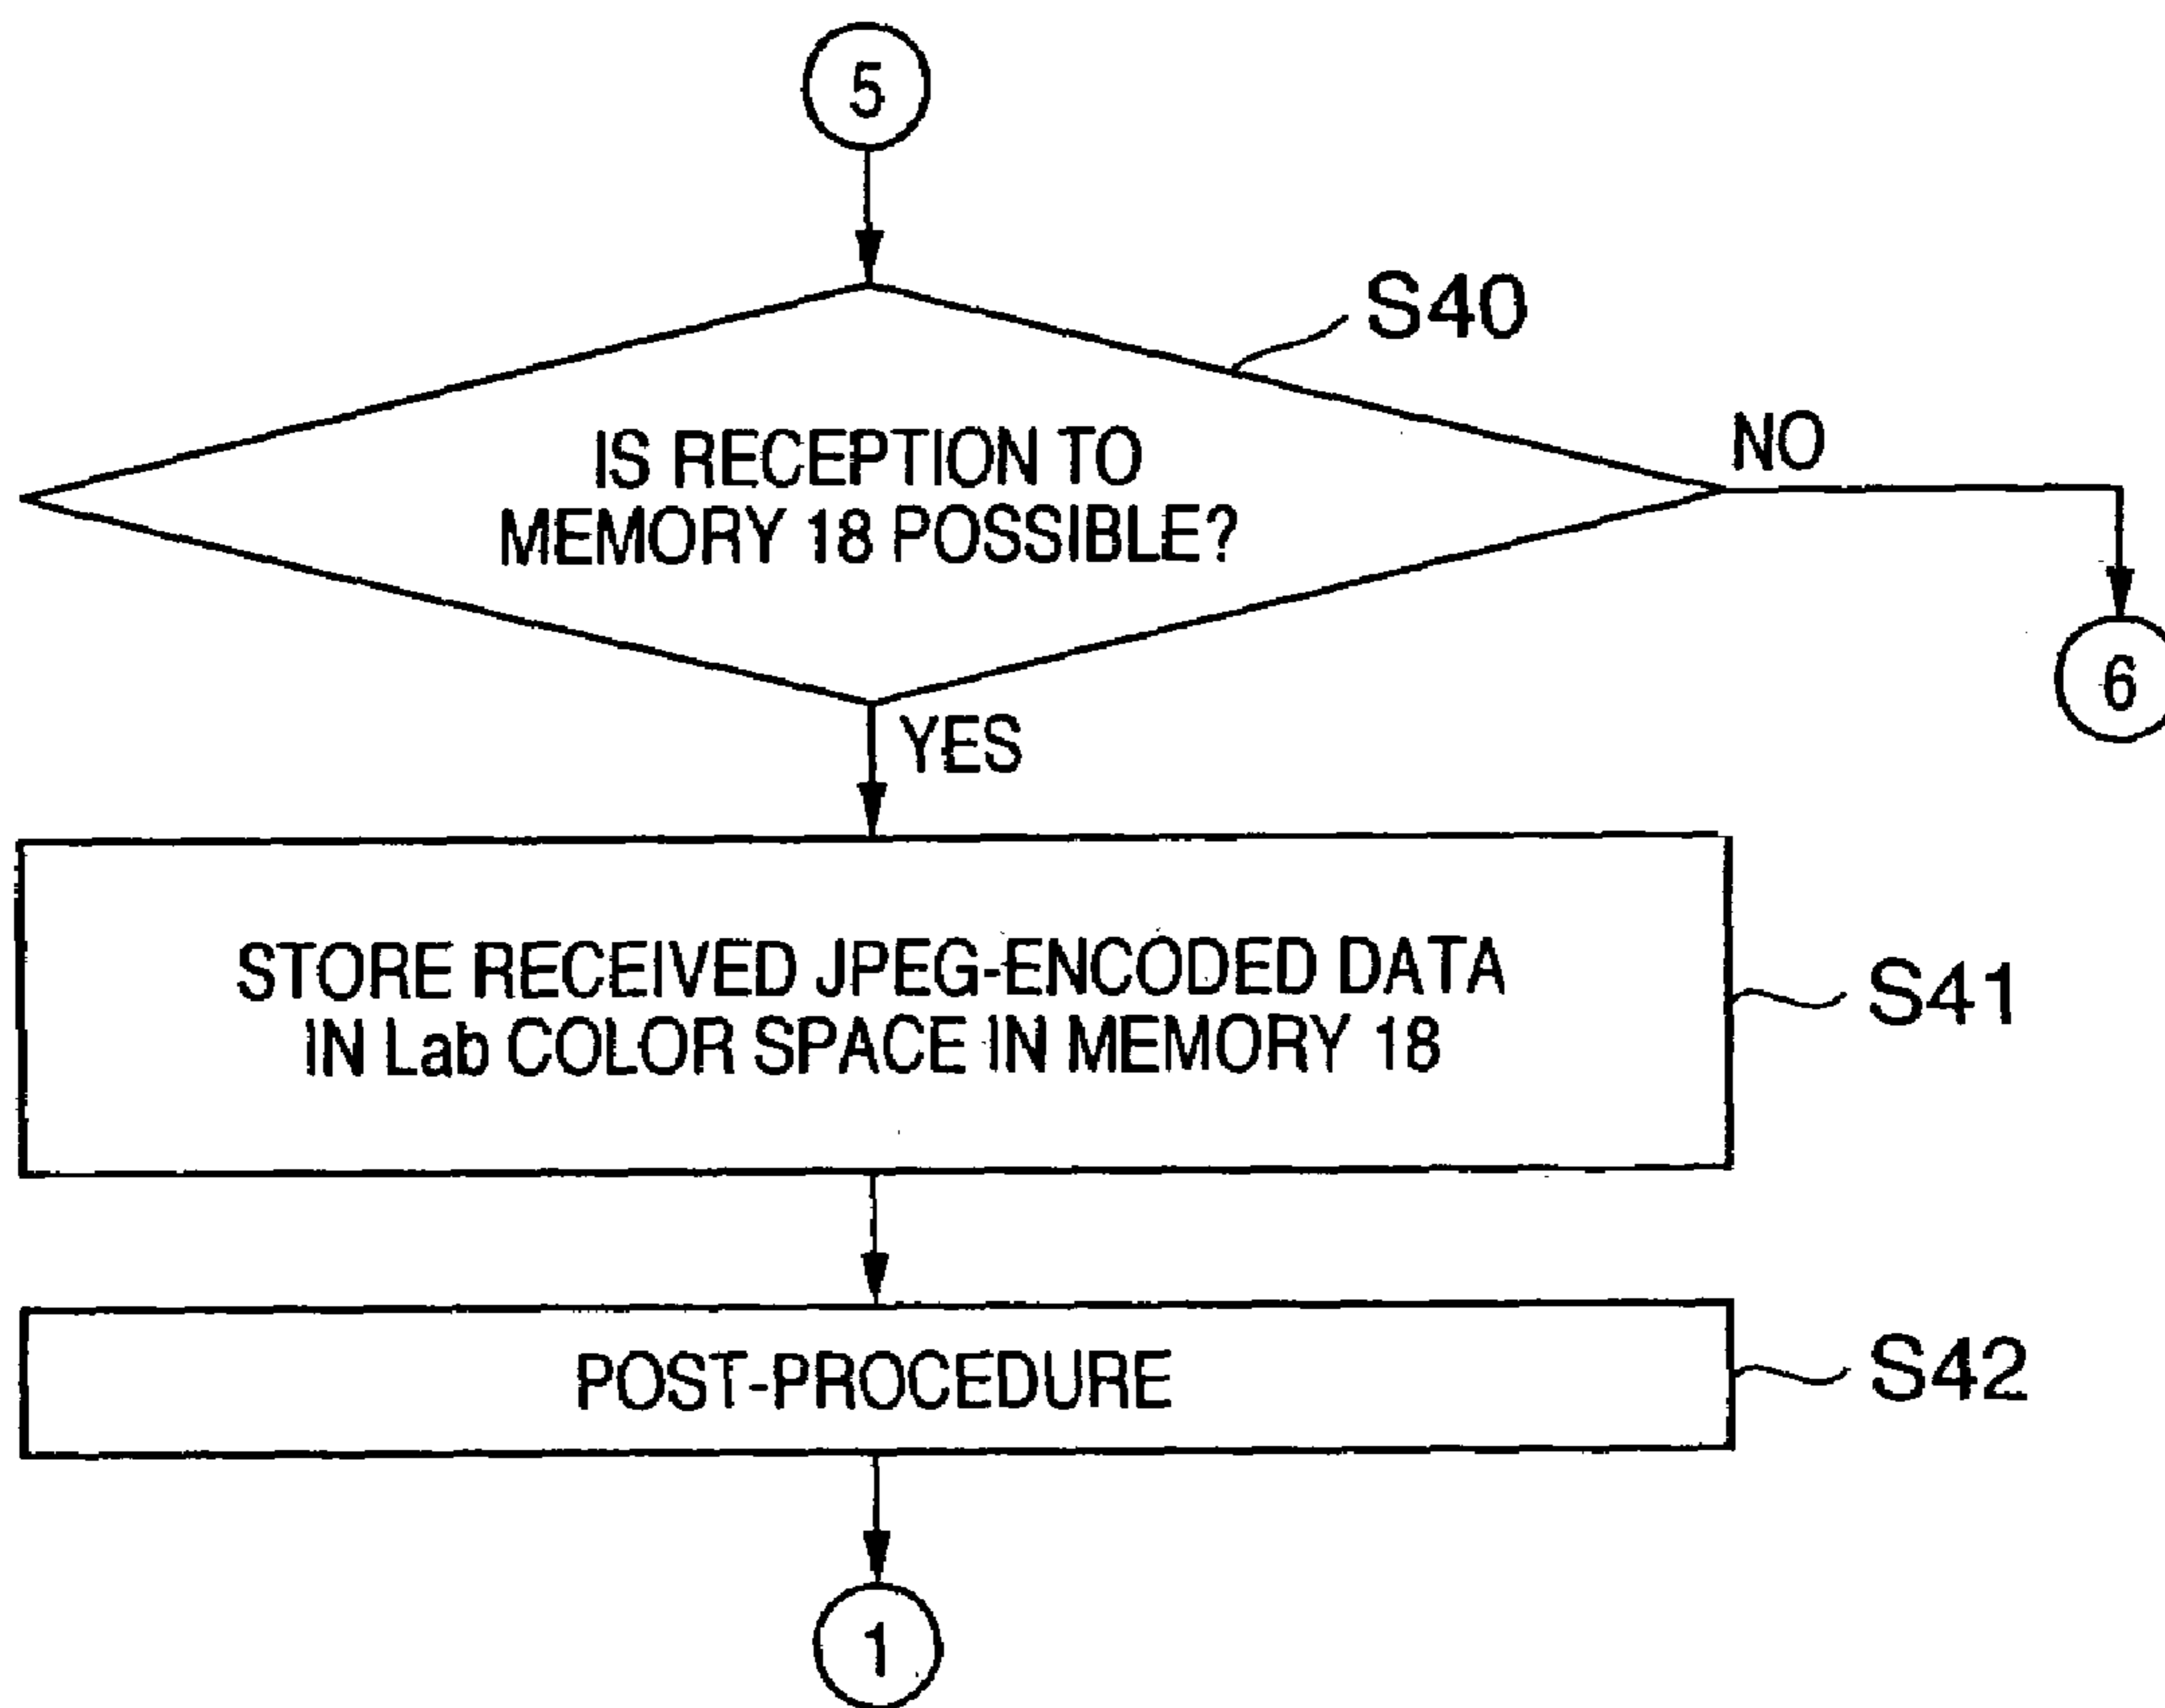 5
S40
IS RECEPTION TO
MEMORY 18 POSSIBLE?
NO
6
YES
STORE RECEIVED JPEG-ENCODED DATA
IN Lab COLOR SPACE IN MEMORY 18
S41
POST-PROCEDURE
S42
1